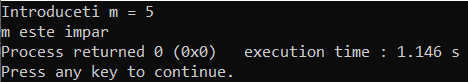 Introduceti m = 5
m este impar
Process returned 0 (0x0)   execution time : 1.146 s
Press any key to continue.